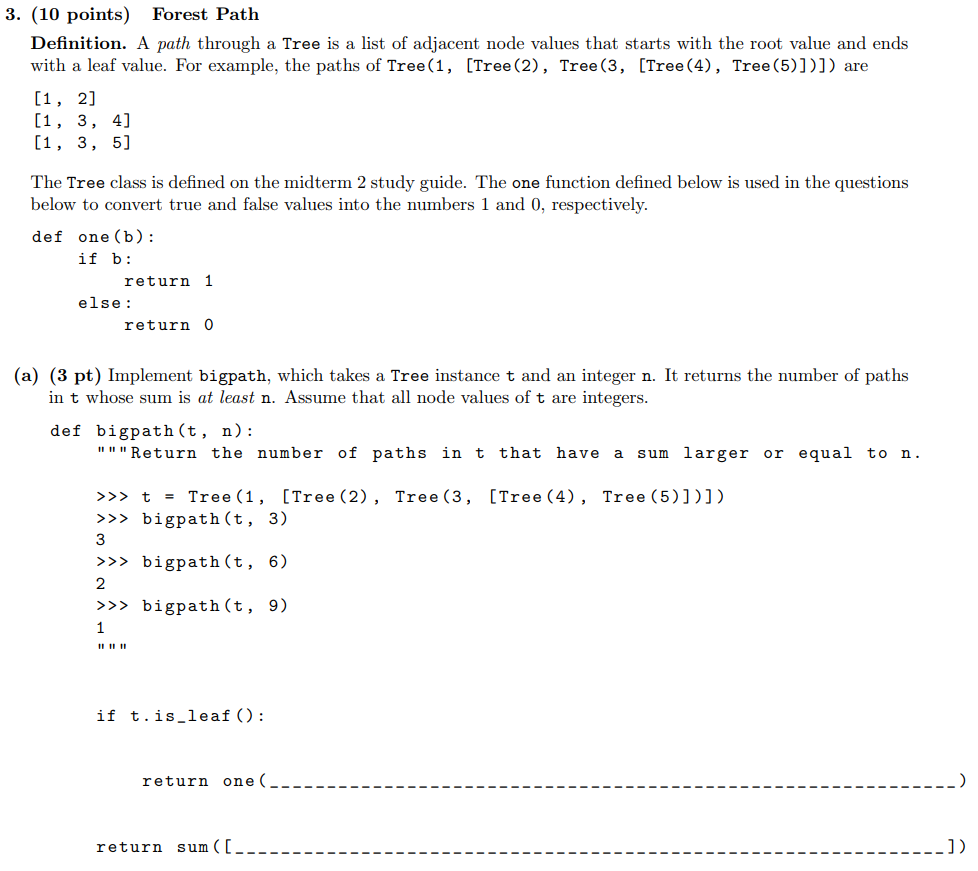 3. (10 points) Forest Path
Definition. A path through a Tree is a list of adjacent node values that starts with the root value and ends
with a leaf value. For example, the paths of Tree(1, [Tree(2), Tree(3, [Tree(4), Tree(5)])]) are
[1, 2]
[1, 3, 4]
[1, 3, 5]
The Tree class is defined on the midterm 2 study guide. The one function defined below is used in the questions
below to convert true and false values into the numbers 1 and 0, respectively.
def one(b):
    if b:
        return 1
    else:
        return 0
(a) (3 pt) Implement bigpath, which takes a Tree instance t and an integer n. It returns the number of paths
in t whose sum is at least n. Assume that all node values of t are integers.
def bigpath(t, n):
    """Return the number of paths in t that have a sum larger or equal to n.
    >>> t = Tree(1, [Tree(2), Tree(3, [Tree(4), Tree(5)])])
    >>> bigpath(t, 3)
    3
    >>> bigpath(t, 6)
    2
    >>> bigpath(t, 9)
    1
    """
    if t.is_leaf():
        return one(____________________________________________________________)
    return sum([______________________________________________________________])